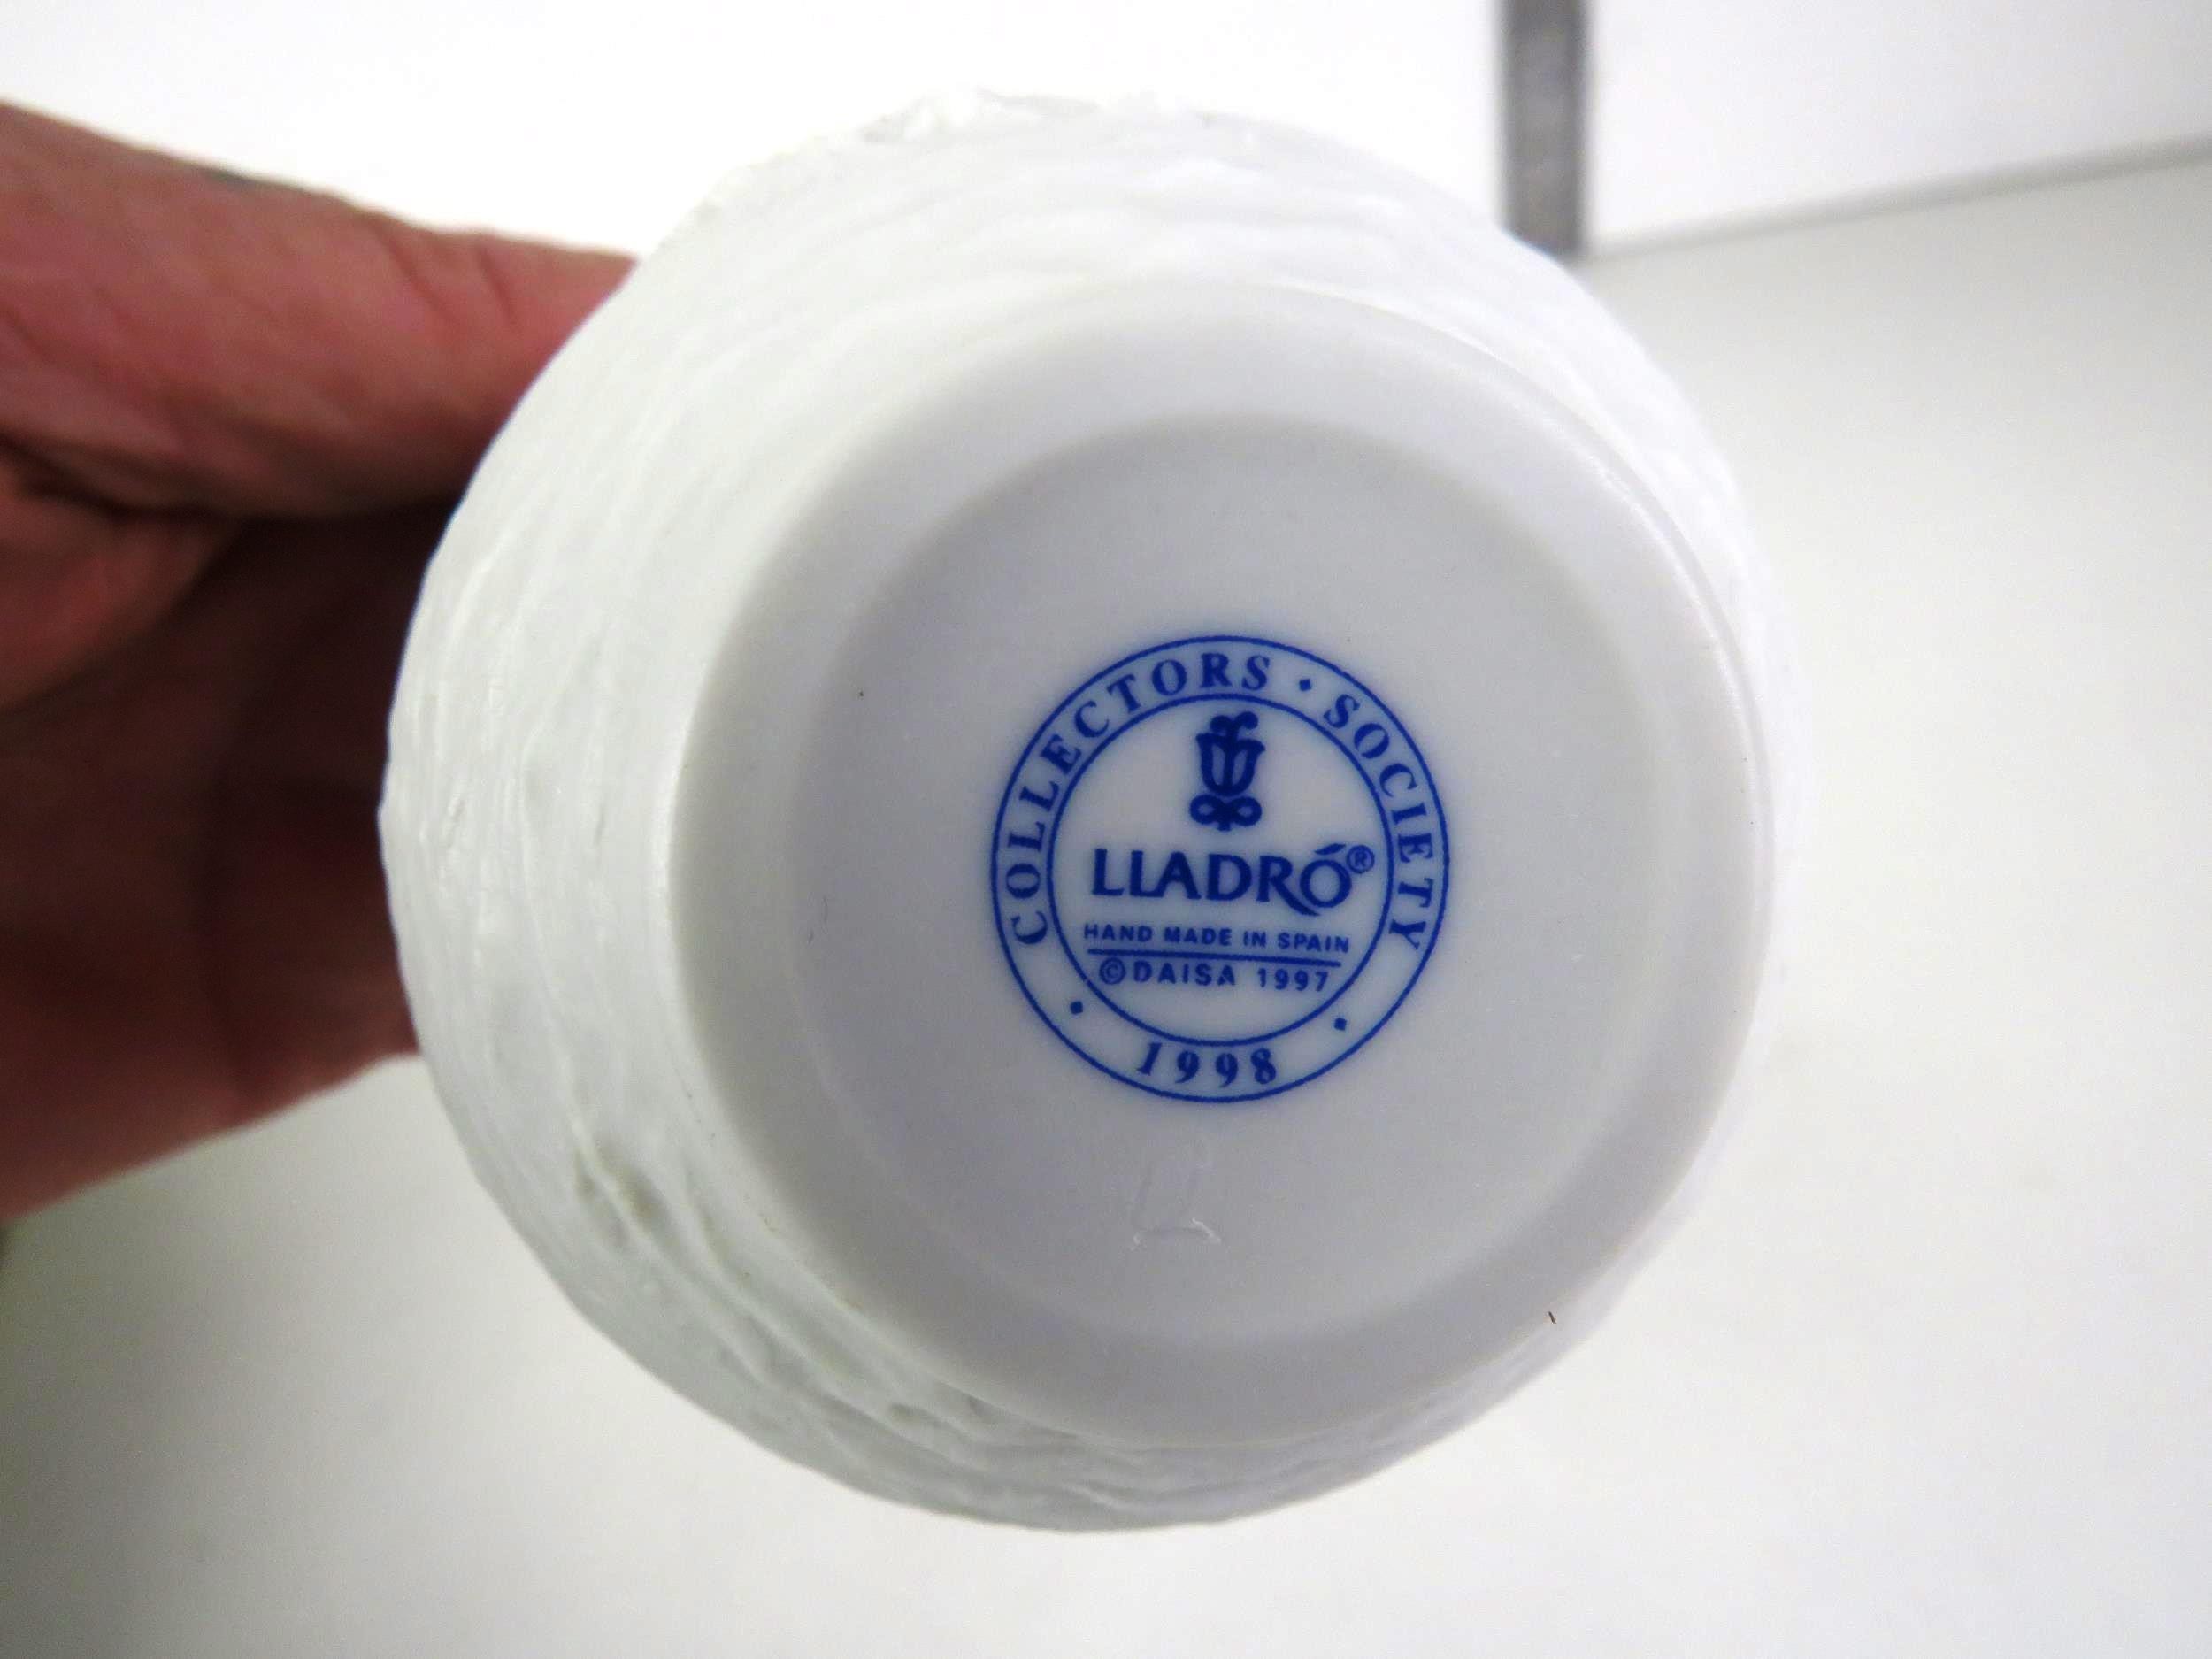 COLLECTORS · SOCIETY
LLADRÓ®
HAND MADE IN SPAIN
©DAISA 1997
· 1998 ·